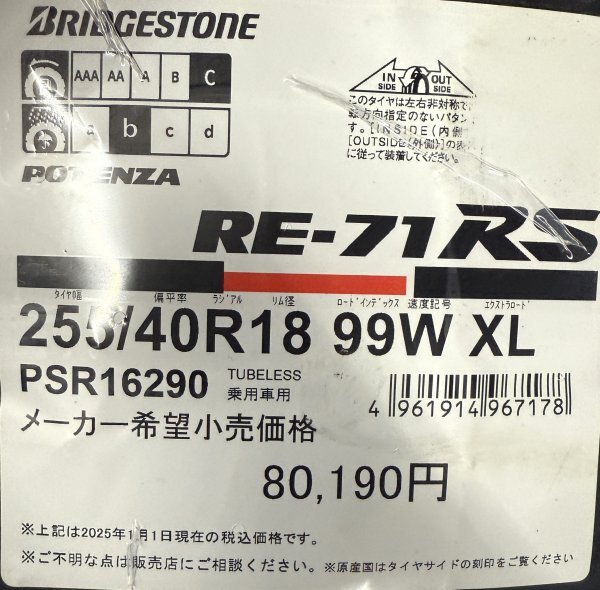 BRIDGESTONE
AAA AA A B C
a b c d
POTENZA
IN SIDE OUT SIDE
このタイヤは左右非対称で、
転方向指定のないパタン
す。[INSIDE(内側
[OUTSIDE(外側)]の表
に従って装着してください。
RE-71RS
タイヤ巾 偏平率 ラジアル リム径 ロードインデックス 速度記号 エクストラロード
255/40R18 99W XL
PSR16290 TUBELESS
乗用車用
4 961914 967178
メーカー希望小売価格
80,190円
※上記は2025年1月1日現在の税込価格です。
※ご不明な点は販売店にご相談ください。 ※原産国はタイヤサイドの刻印をご覧ください